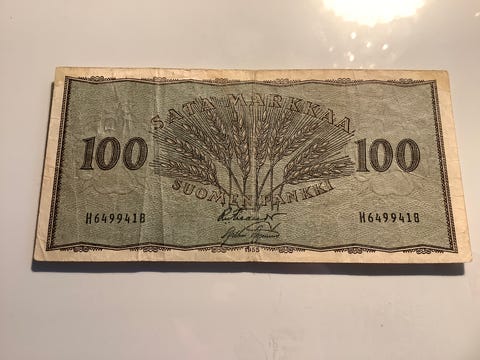 SATA MARKKAA
100 100
SUOMEN PANKKI
H6499418 H6499418
1955